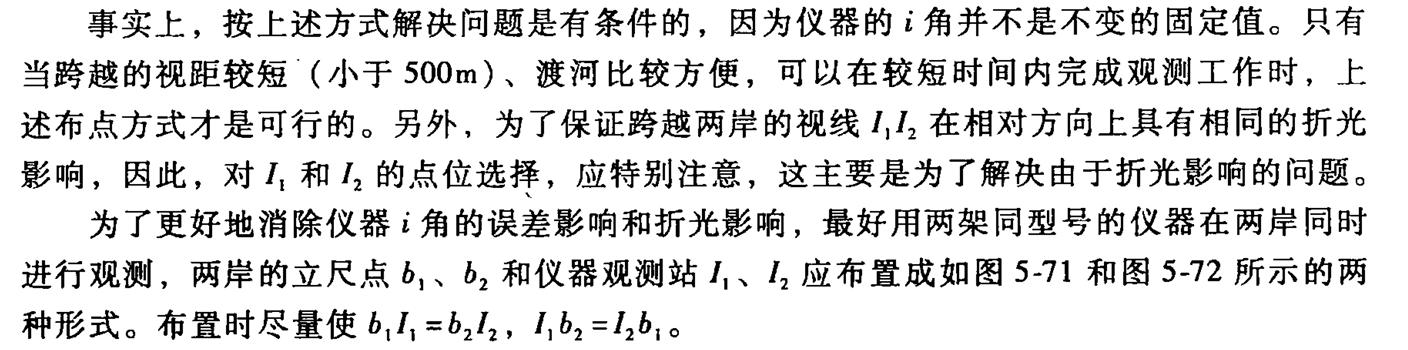 事实上，按上述方式解决问题是有条件的，因为仪器的 i 角并不是不变的固定值。只有
当跨越的视距较短（小于 500m）、渡河比较方便，可以在较短时间内完成观测工作时，上
述布点方式才是可行的。另外，为了保证跨越两岸的视线 I₁I₂ 在相对方向上具有相同的折光
影响，因此，对 I₁ 和 I₂ 的点位选择，应特别注意，这主要是为了解决由于折光影响的问题。
为了更好地消除仪器 i 角的误差影响和折光影响，最好用两架同型号的仪器在两岸同时
进行观测，两岸的立尺点 b₁、b₂ 和仪器观测站 I₁、I₂ 应布置成如图 5-71 和图 5-72 所示的两
种形式。布置时尽量使 b₁I₁=b₂I₂，I₁b₂=I₂b₁。